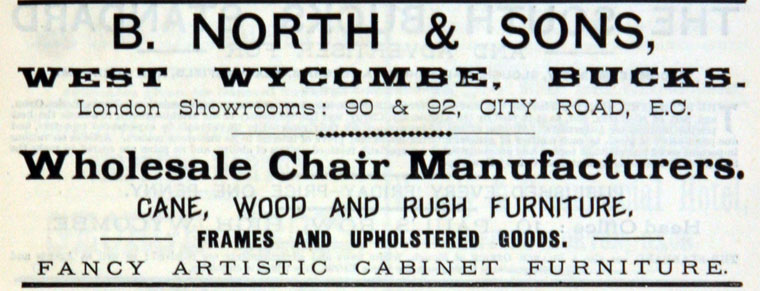 B. NORTH & SONS,
WEST WYCOMBE, BUCKS.
London Showrooms: 90 & 92, CITY ROAD, E.C.
Wholesale Chair Manufacturers.
CANE, WOOD AND RUSH FURNITURE,
FRAMES AND UPHOLSTERED GOODS.
FANCY ARTISTIC CABINET FURNITURE.